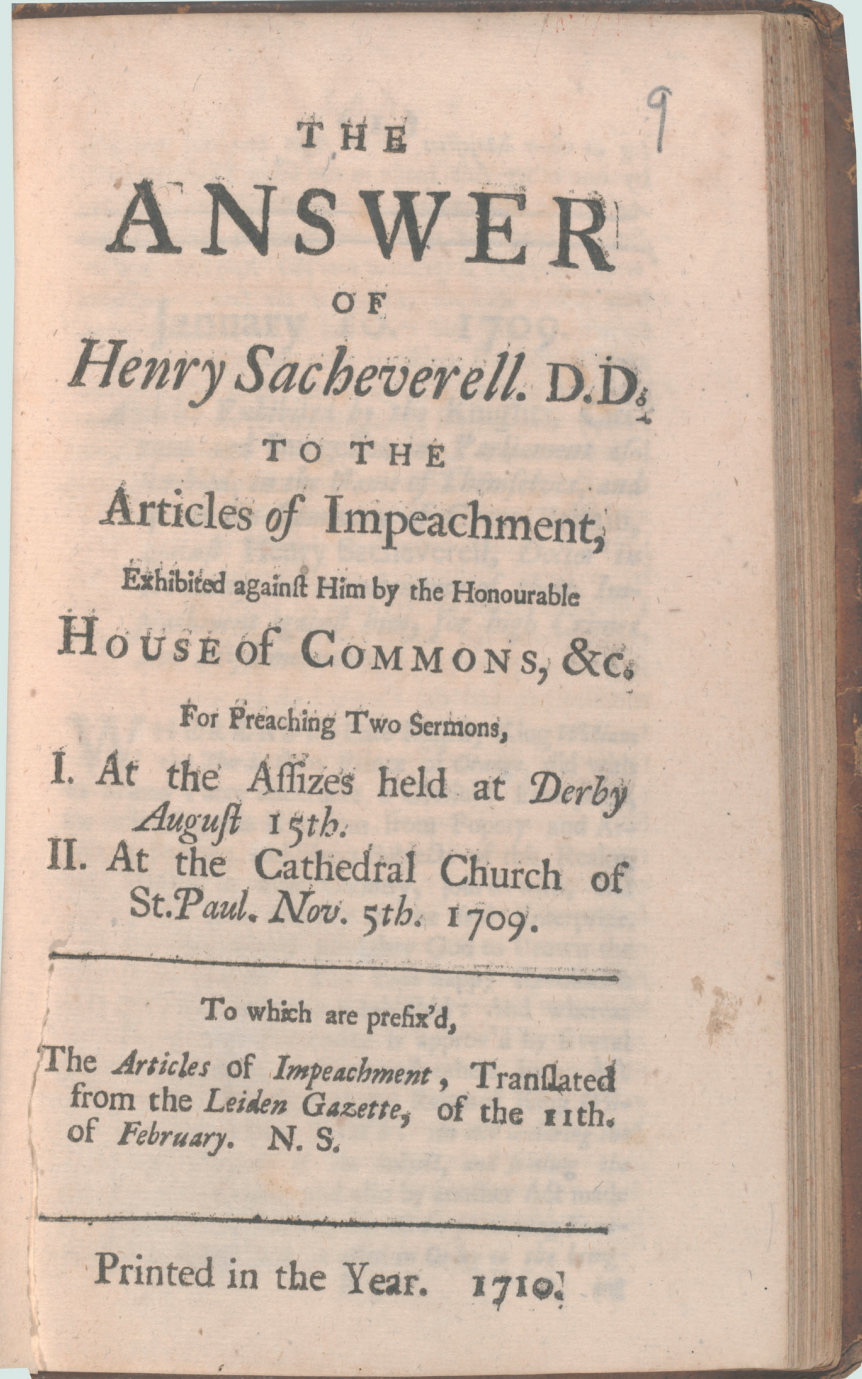 9
THE
ANSWER
OF
Henry Sacheverell. D.D.
TO THE
Articles of Impeachment,
Exhibited againſt Him by the Honourable
HOUSE of COMMONS, &c.
For Preaching Two Sermons,
I. At the Aſſizes held at Derby
Auguſt 15th.
II. At the Cathedral Church of
St. Paul. Nov. 5th. 1709.
To which are prefix'd,
The Articles of Impeachment, Tranſlated
from the Leiden Gazette, of the 11th.
of February. N. S.
Printed in the Year. 1710.